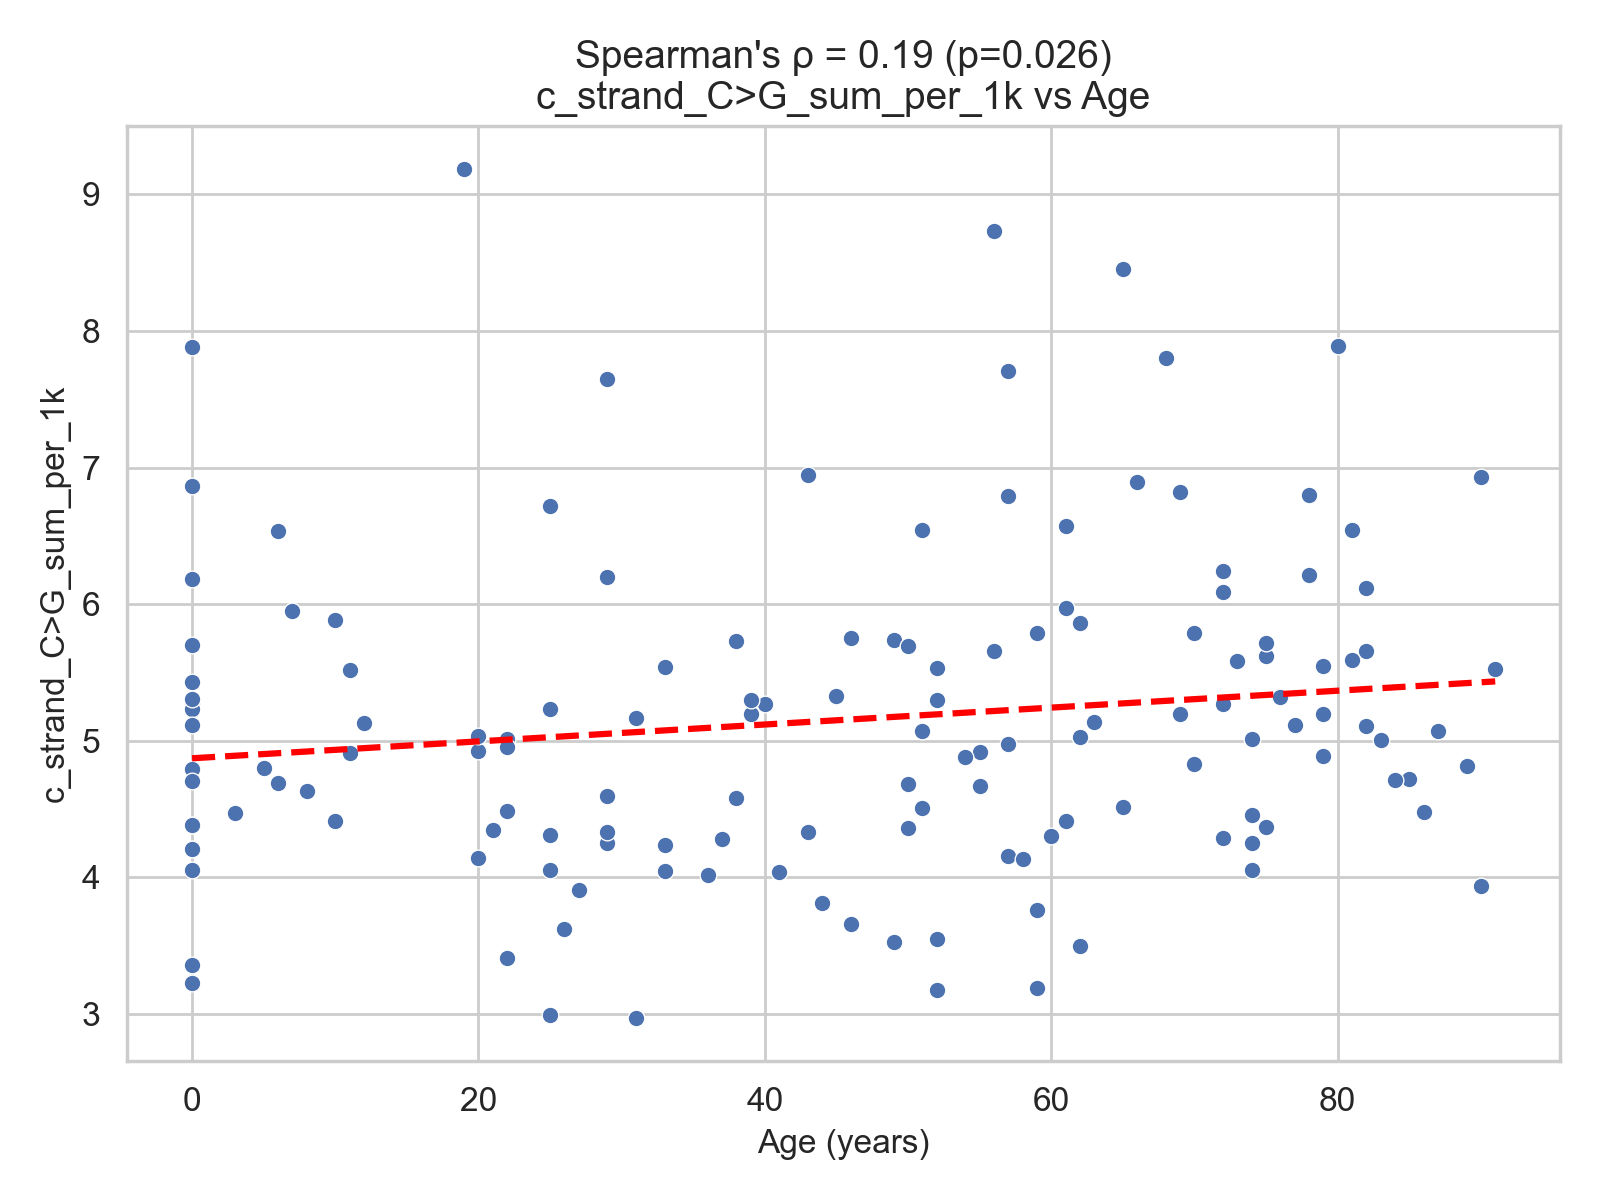 Spearman's ρ = 0.19 (p=0.026)
c_strand_C>G_sum_per_1k vs Age
c_strand_C>G_sum_per_1k
9
8
7
6
5
4
3
0 20 40 60 80
Age (years)